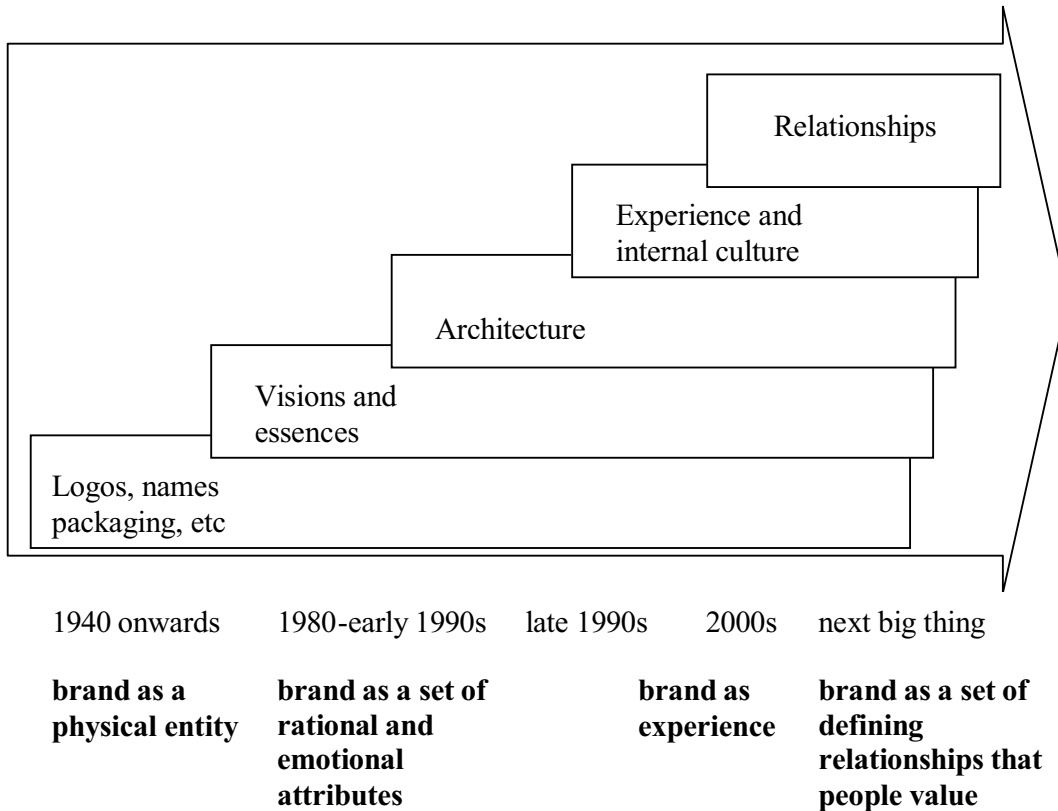 Relationships
Experience and
internal culture
Architecture
Visions and
essences
Logos, names
packaging, etc
1940 onwards
1980-early 1990s
late 1990s
2000s
next big thing
brand as a
physical entity
brand as a set of
rational and
emotional
attributes
brand as
experience
brand as a set of
defining
relationships that
people value